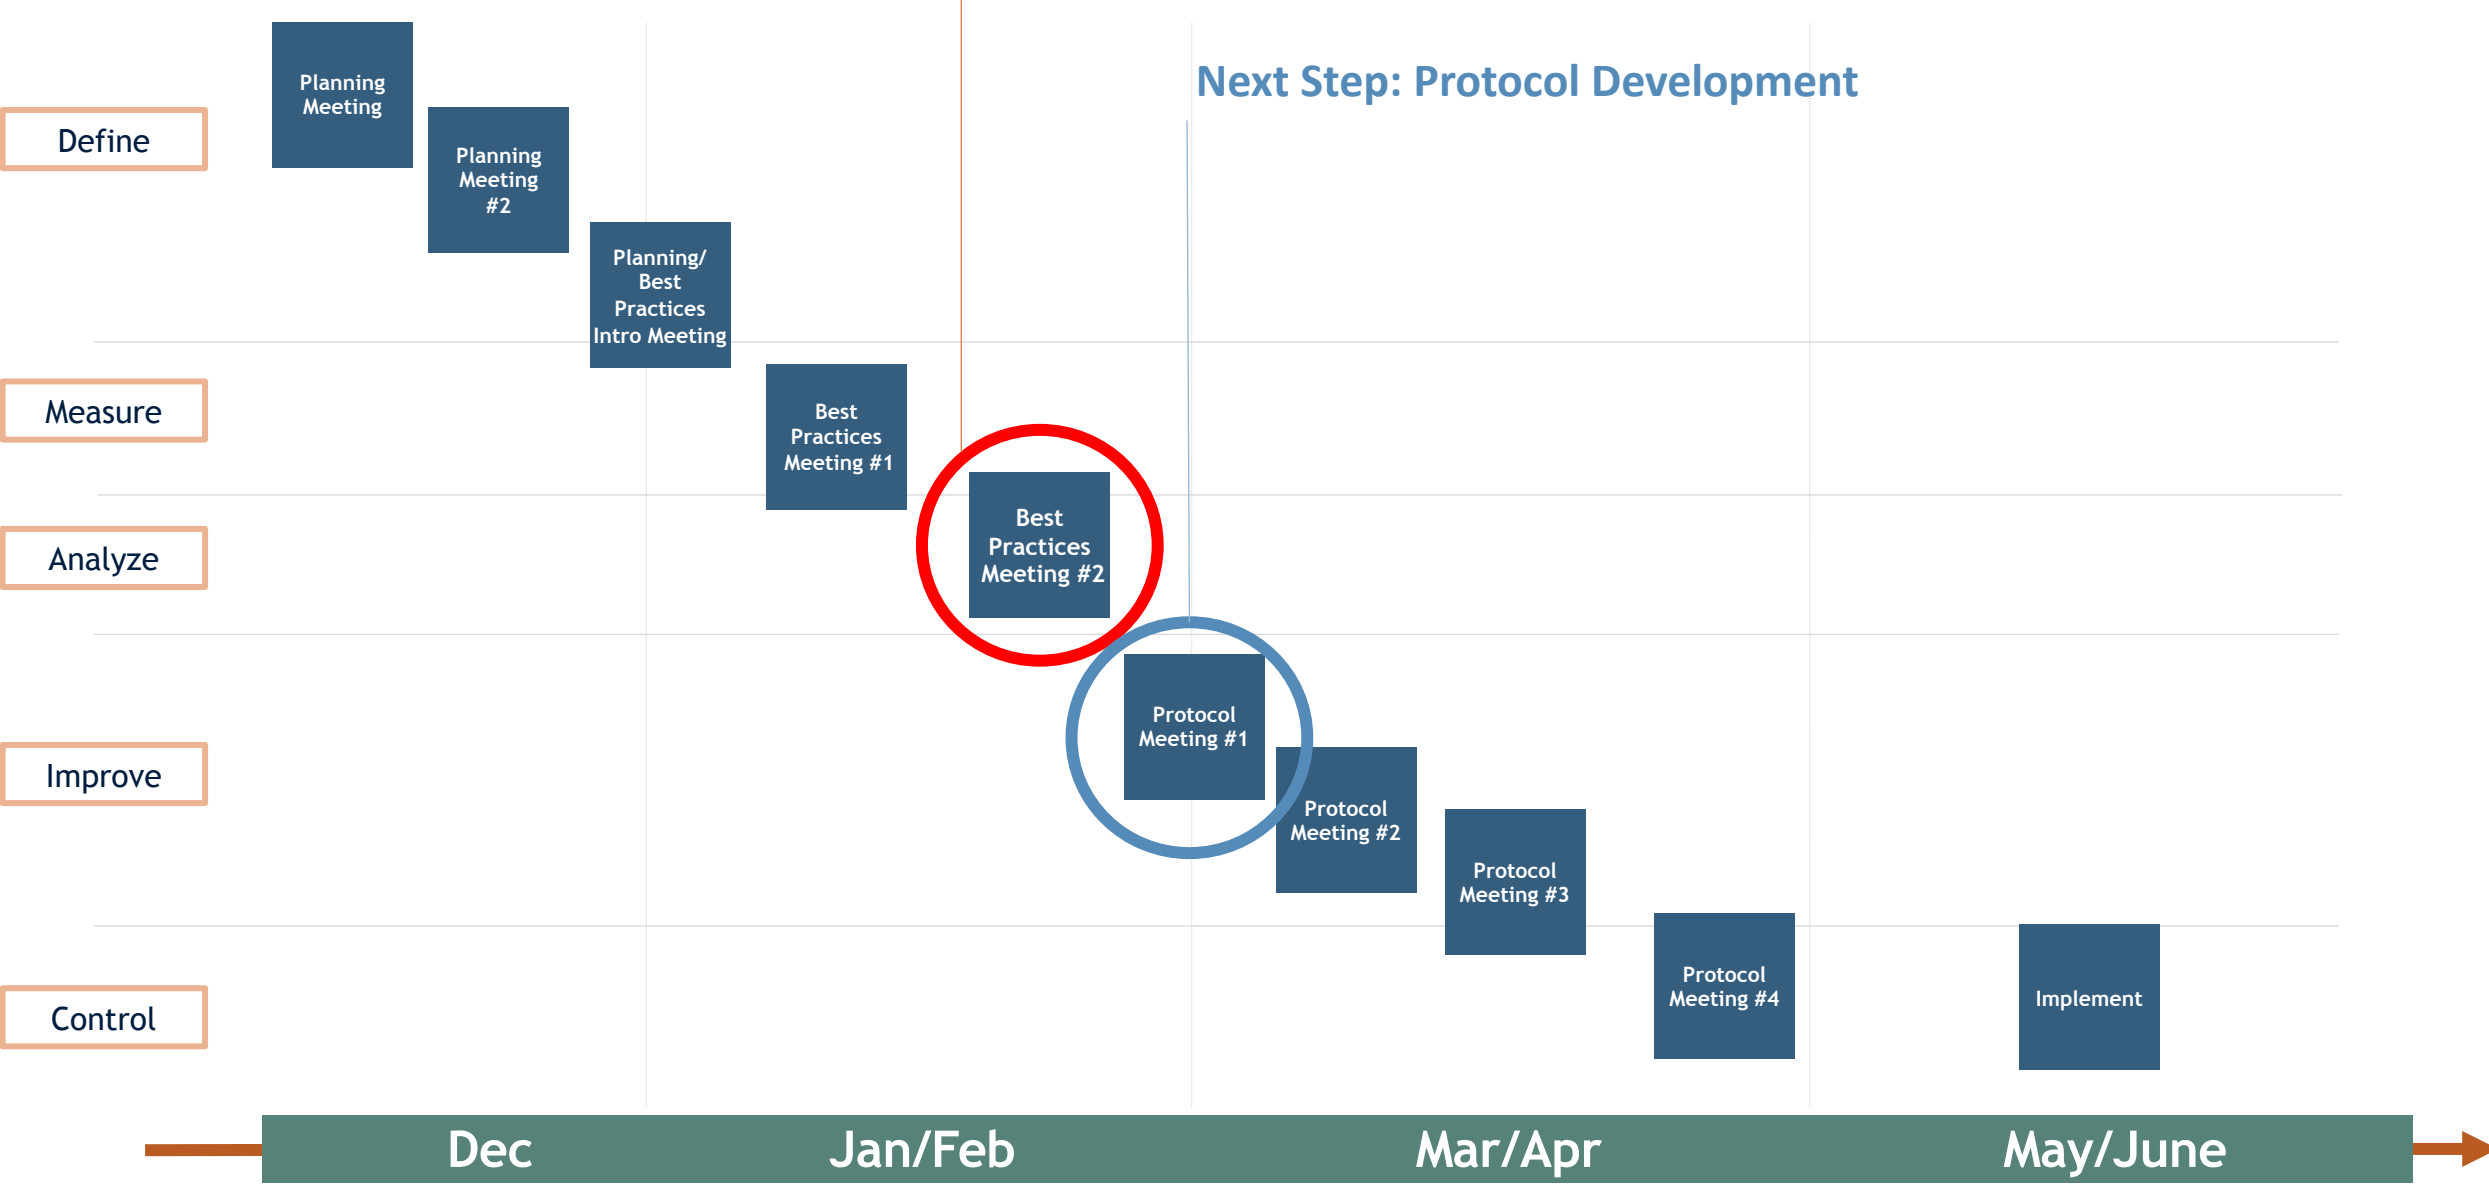 Next Step: Protocol Development
Define
Planning
Meeting
Planning
Meeting
#2
Planning/
Best
Practices
Intro Meeting
Measure
Best
Practices
Meeting #1
Analyze
Best
Practices
Meeting #2
Improve
Protocol
Meeting #1
Protocol
Meeting #2
Protocol
Meeting #3
Control
Protocol
Meeting #4
Implement
Dec
Jan/Feb
Mar/Apr
May/June